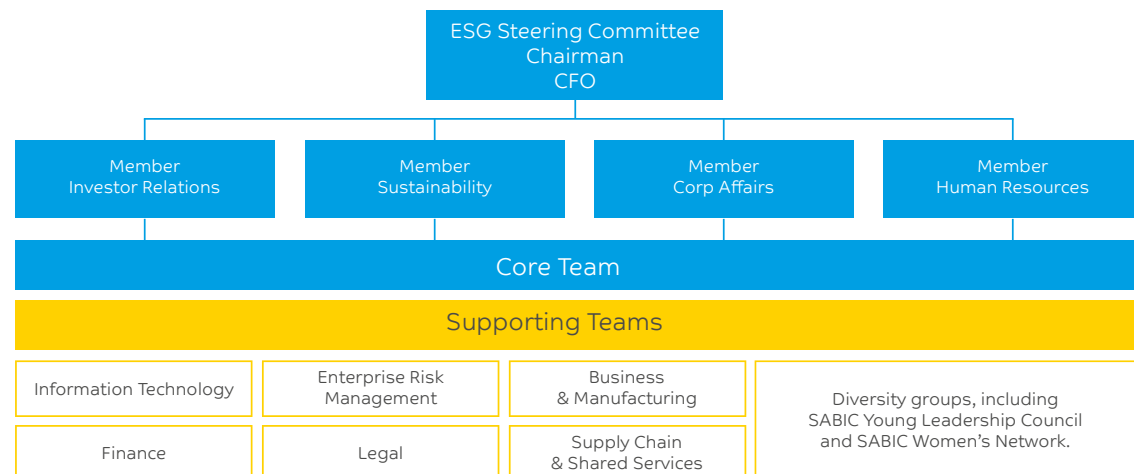 ESG Steering Committee
Chairman
CFO
Member
Investor Relations
Member
Sustainability
Member
Corp Affairs
Member
Human Resources
Core Team
Supporting Teams
Information Technology
Enterprise Risk
Management
Business
& Manufacturing
Diversity groups, including
SABIC Young Leadership Council
and SABIC Women’s Network.
Finance
Legal
Supply Chain
& Shared Services